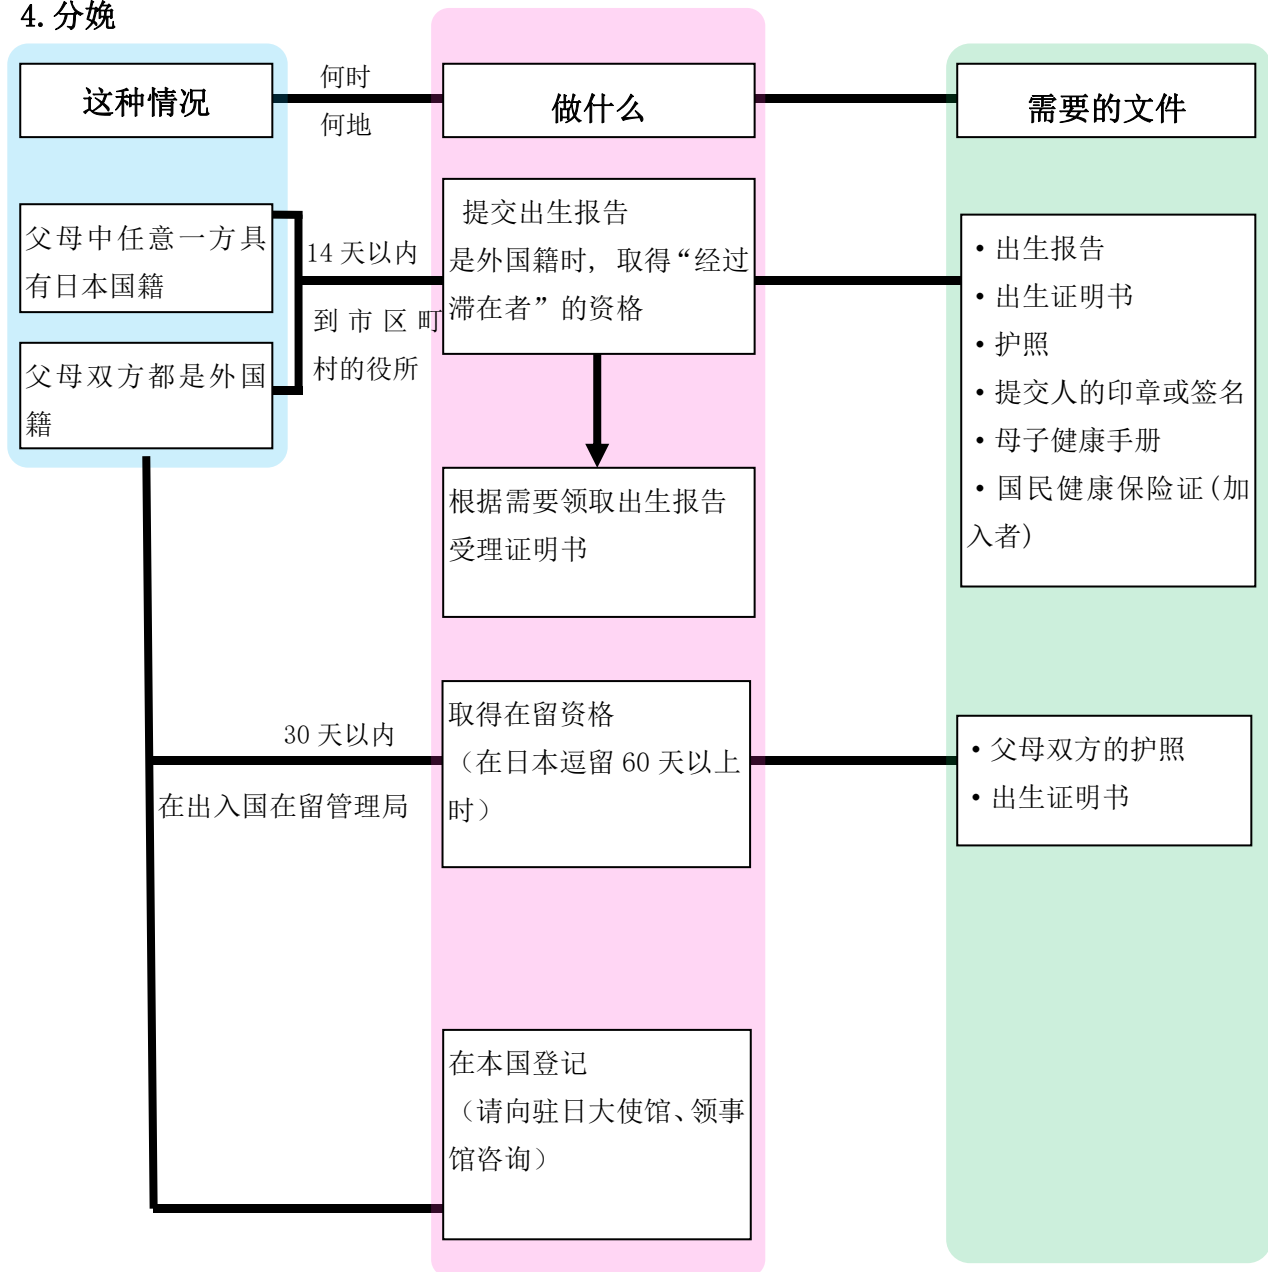 4.分娩
这种情况
何时
何地
做什么
需要的文件
父母中任意一方具
有日本国籍
父母双方都是外国
籍
14 天以内
到市区町
村的役所
提交出生报告
是外国籍时，取得“经过
滞在者”的资格
・出生报告
・出生证明书
・护照
・提交人的印章或签名
・母子健康手册
・国民健康保险证(加
入者)
根据需要领取出生报告
受理证明书
30 天以内
在出入国在留管理局
取得在留资格
（在日本逗留 60 天以上
时）
・父母双方的护照
・出生证明书
在本国登记
（请向驻日大使馆、领事
馆咨询）